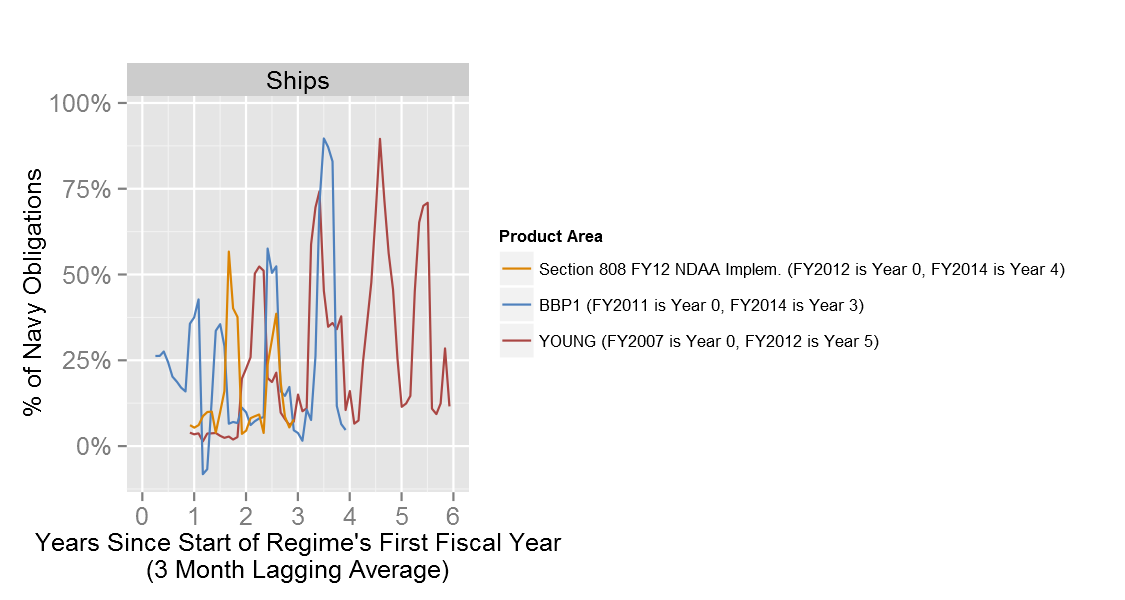 Ships
100%
75%
50%
25%
0%
% of Navy Obligations
0 1 2 3 4 5 6
Years Since Start of Regime's First Fiscal Year
(3 Month Lagging Average)
Product Area
Section 808 FY12 NDAA Implem. (FY2012 is Year 0, FY2014 is Year 4)
BBP1 (FY2011 is Year 0, FY2014 is Year 3)
YOUNG (FY2007 is Year 0, FY2012 is Year 5)